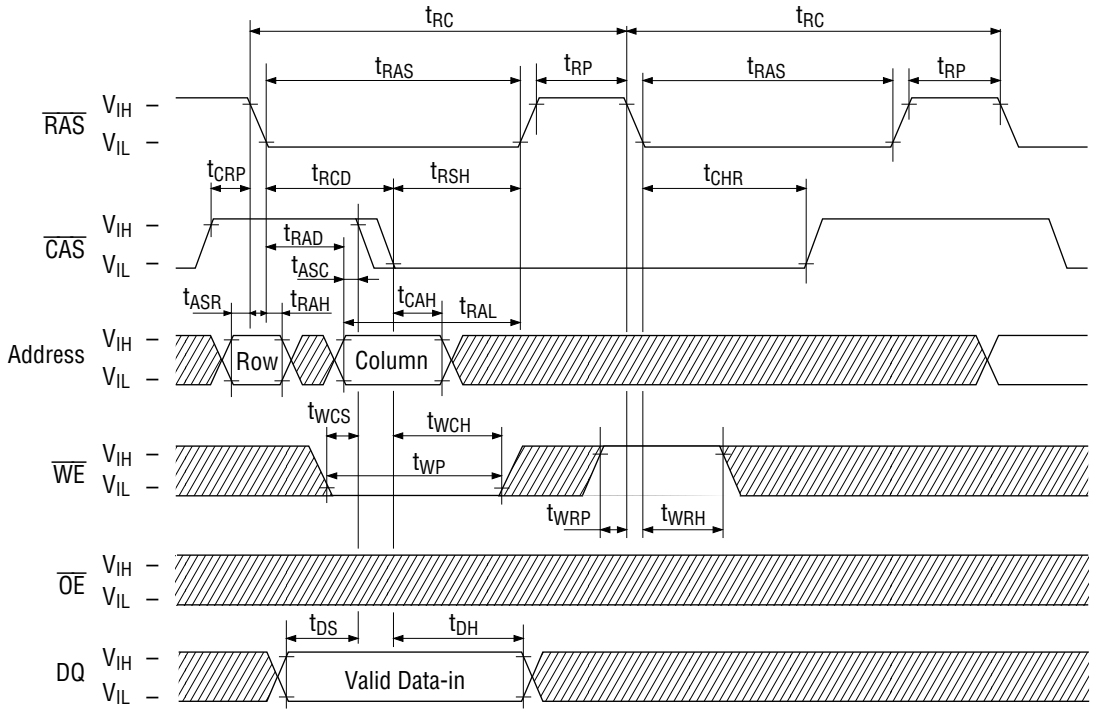 tRC tRC
tRAS tRP tRAS tRP
RAS VIH –
VIL –
tCRP tRCD tRSH tCHR
CAS VIH –
VIL –
tRAD
tASC
tASR tRAH tCAH tRAL
Address VIH –
VIL –
Row Column
tWCS tWCH
WE VIH –
VIL –
tWP
tWRP tWRH
OE VIH –
VIL –
tDS tDH
DQ VIH –
VIL –
Valid Data-in